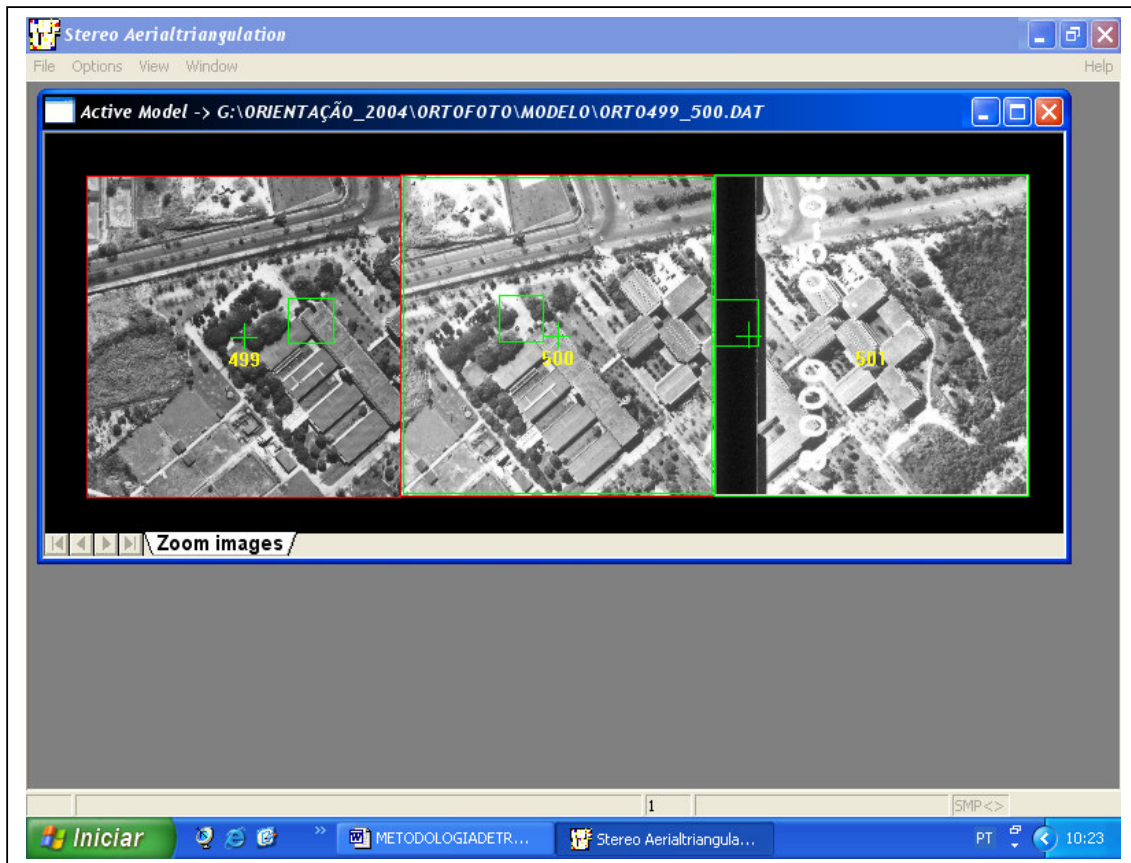 Stereo Aerialtriangulation
File Options View Window Help
Active Model -> G:\ORIENTAÇÃO_2004\ORTOFOTO\MODELO\ORTO499_500.DAT
499
500
501
Zoom images
1
SMP<>
Iniciar
»
METODOLOGIADETR...
Stereo Aerialtriangula...
PT
10:23